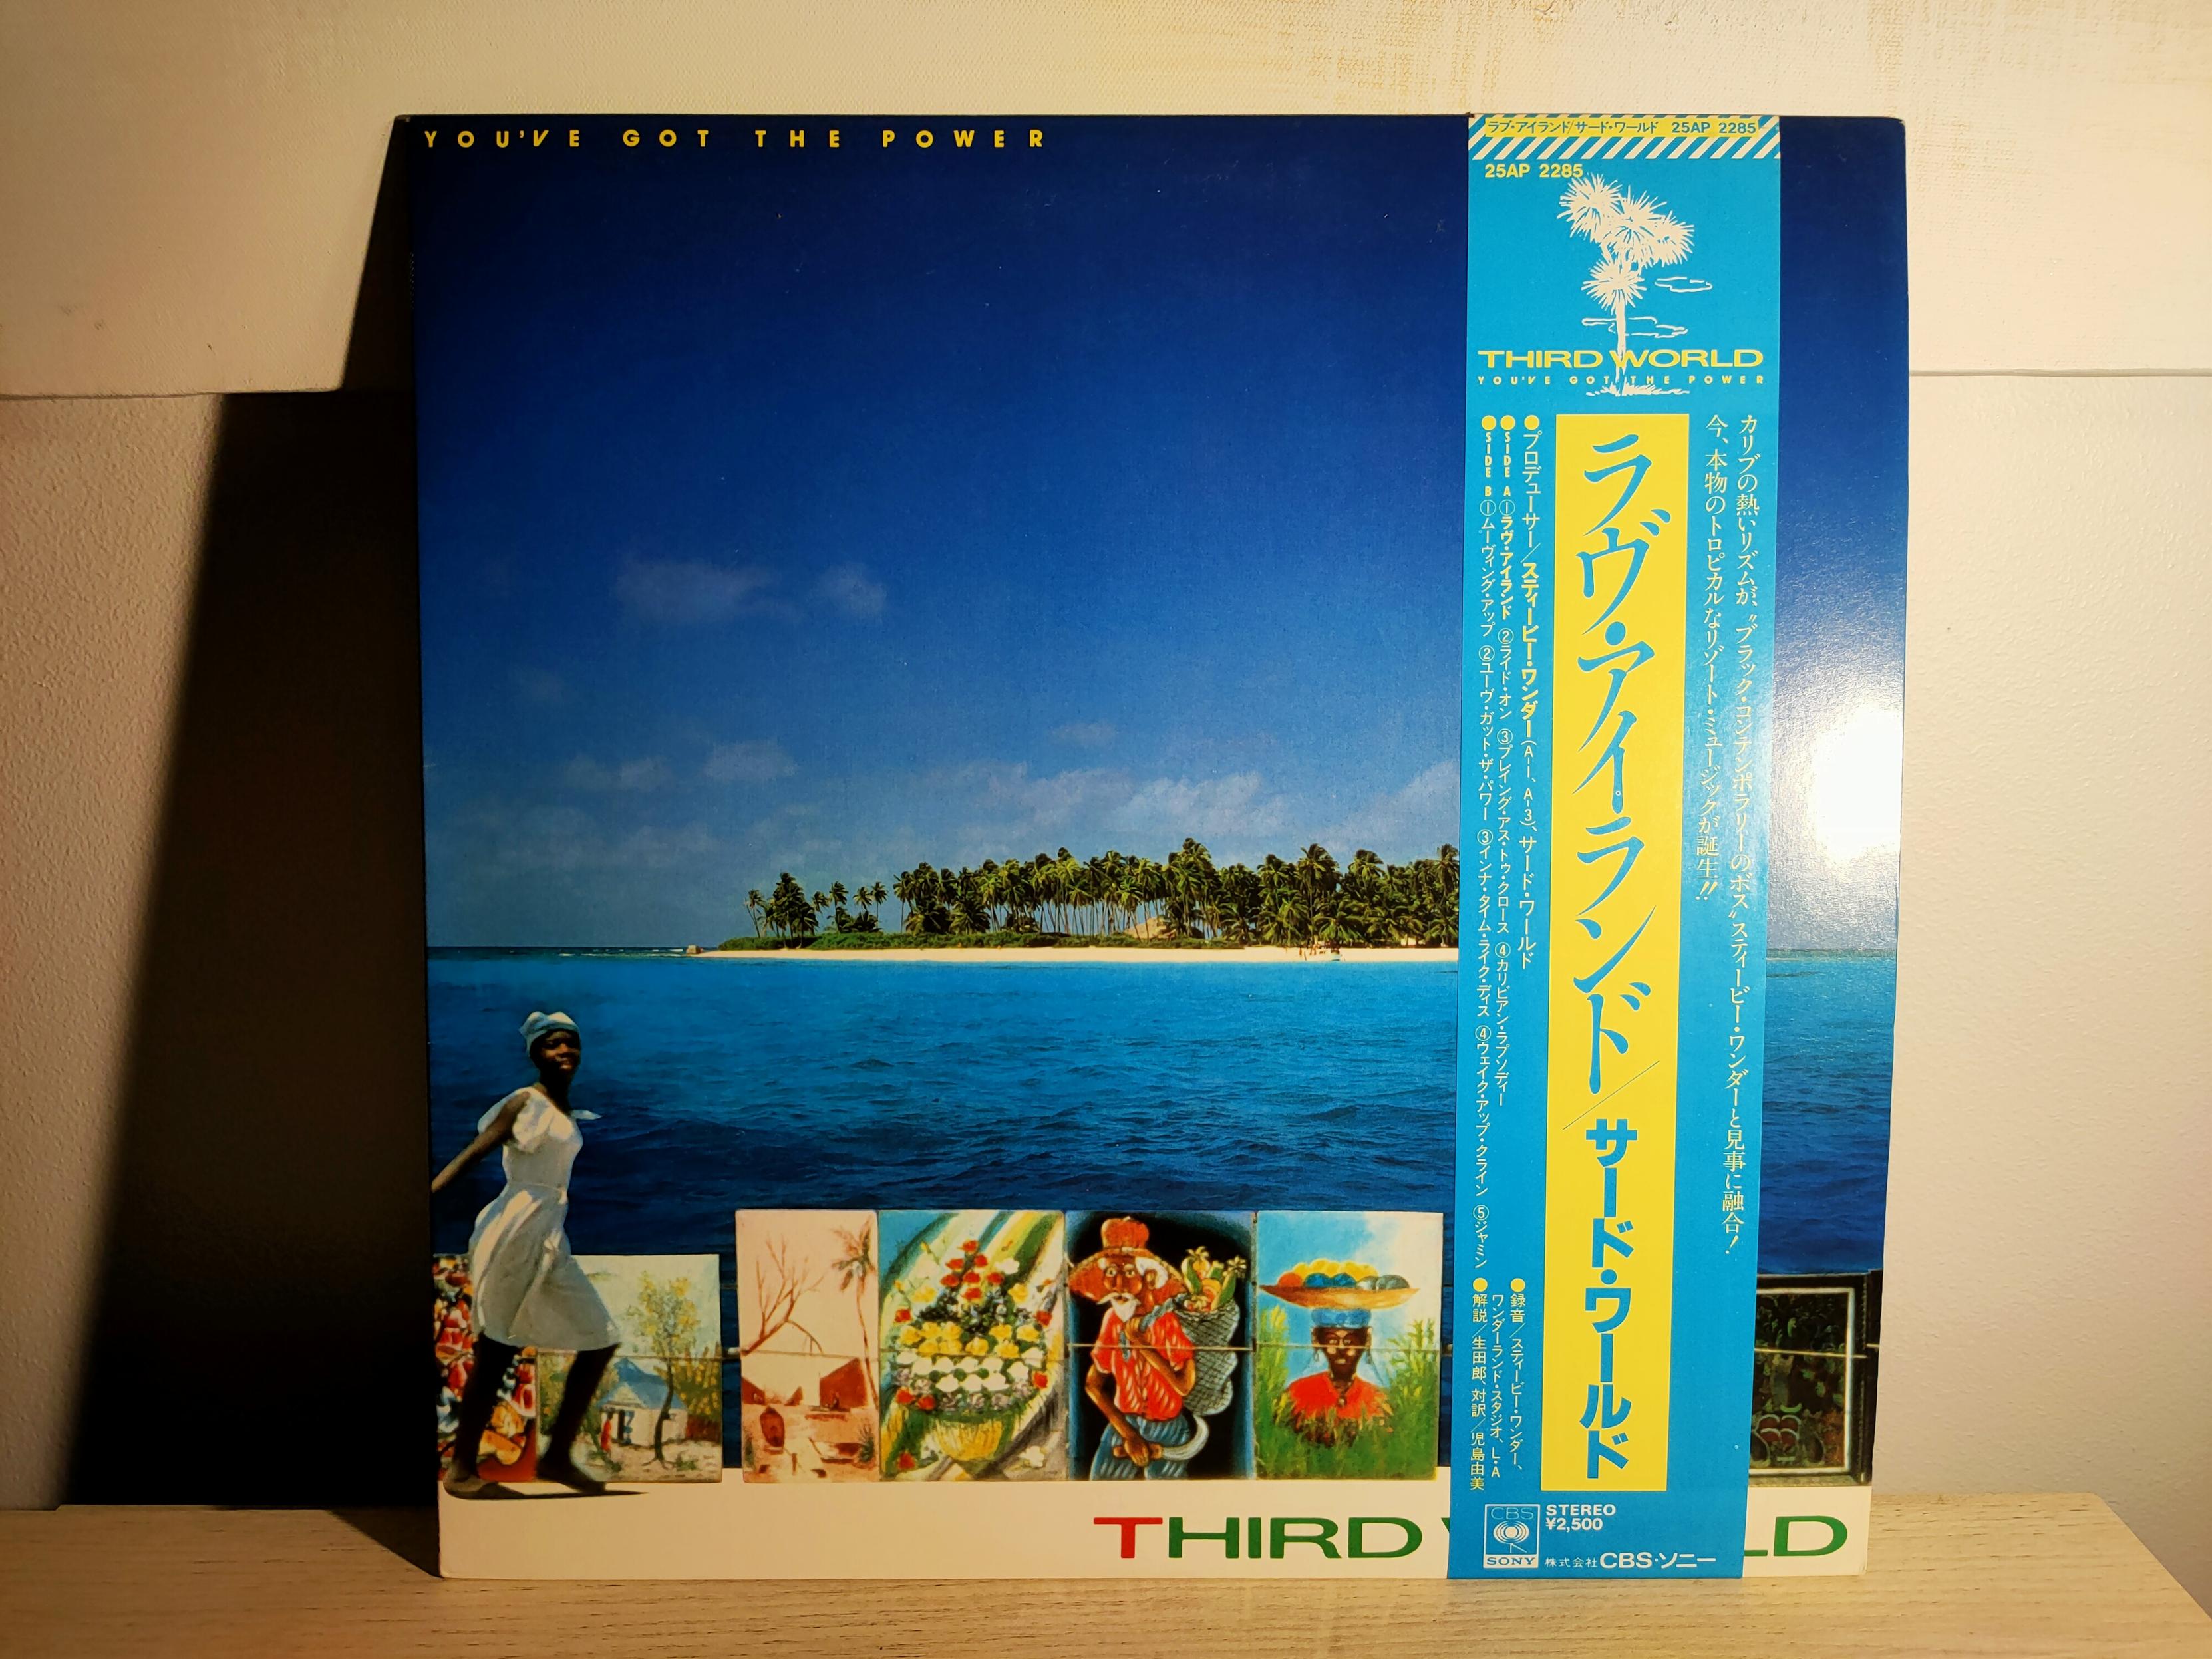 YOU'VE GOT THE POWER
ラブ・アイランド/サード・ワールド 25AP 2285
25AP 2285
THIRD WORLD
YOU'VE GOT THE POWER
カリブの熱いリズムが、〝ブラック・コンテンポラリーのボス〟スティービー・ワンダーと見事に融合!
今、本物のトロピカルなリゾート・ミュージックが誕生!!
ラヴ・アイランド/サード・ワールド
●プロデューサー/スティービー・ワンダー(A-1、A-3)、サード・ワールド
●SIDE A ①ラヴ・アイランド ②ライド・オン ③プレイング・アス・トゥ・クロース ④カリビアン・ラプソディー
●SIDE B ①ムーヴィング・アップ ②ユーヴ・ガット・ザ・パワー ③インナ・タイム・ライク・ディス ④ウェイク・アップ・クライン ⑤ジャミン
●録音/スティービー・ワンダー、
ワンダーランド・スタジオ、L・A
●解説/生田郎、対訳/児島由美
CBS
SONY
STEREO
¥2,500
株式会社CBS・ソニー
THIRD
LD